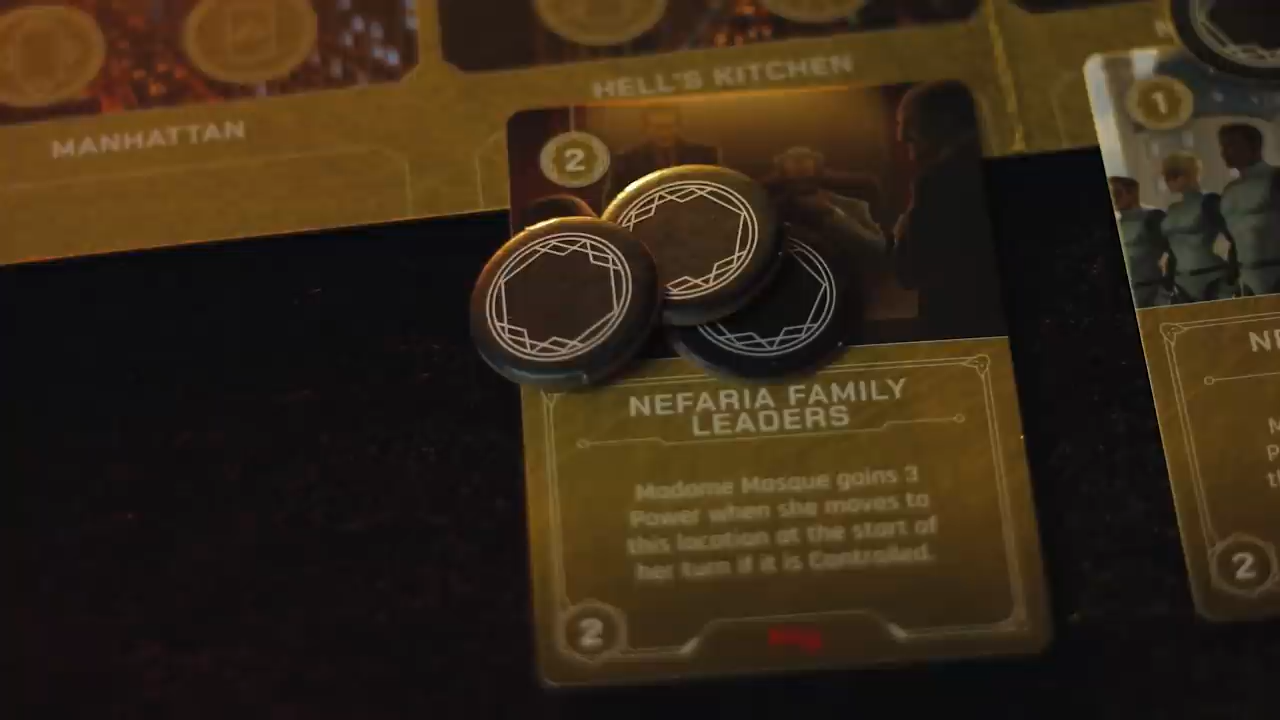 MANHATTAN
HELL'S KITCHEN
2
1
NEFARIA FAMILY
LEADERS
Madame Masque gains 3
Power when she moves to
this location at the start of
her turn if it is Controlled.
2
Ally
2